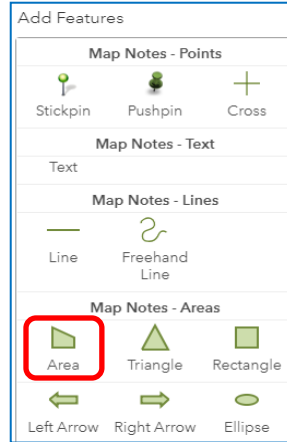 Add Features
Map Notes - Points
Stickpin Pushpin Cross
Map Notes - Text
Text
Map Notes - Lines
Line Freehand
Line
Map Notes - Areas
Area Triangle Rectangle
Left Arrow Right Arrow Ellipse